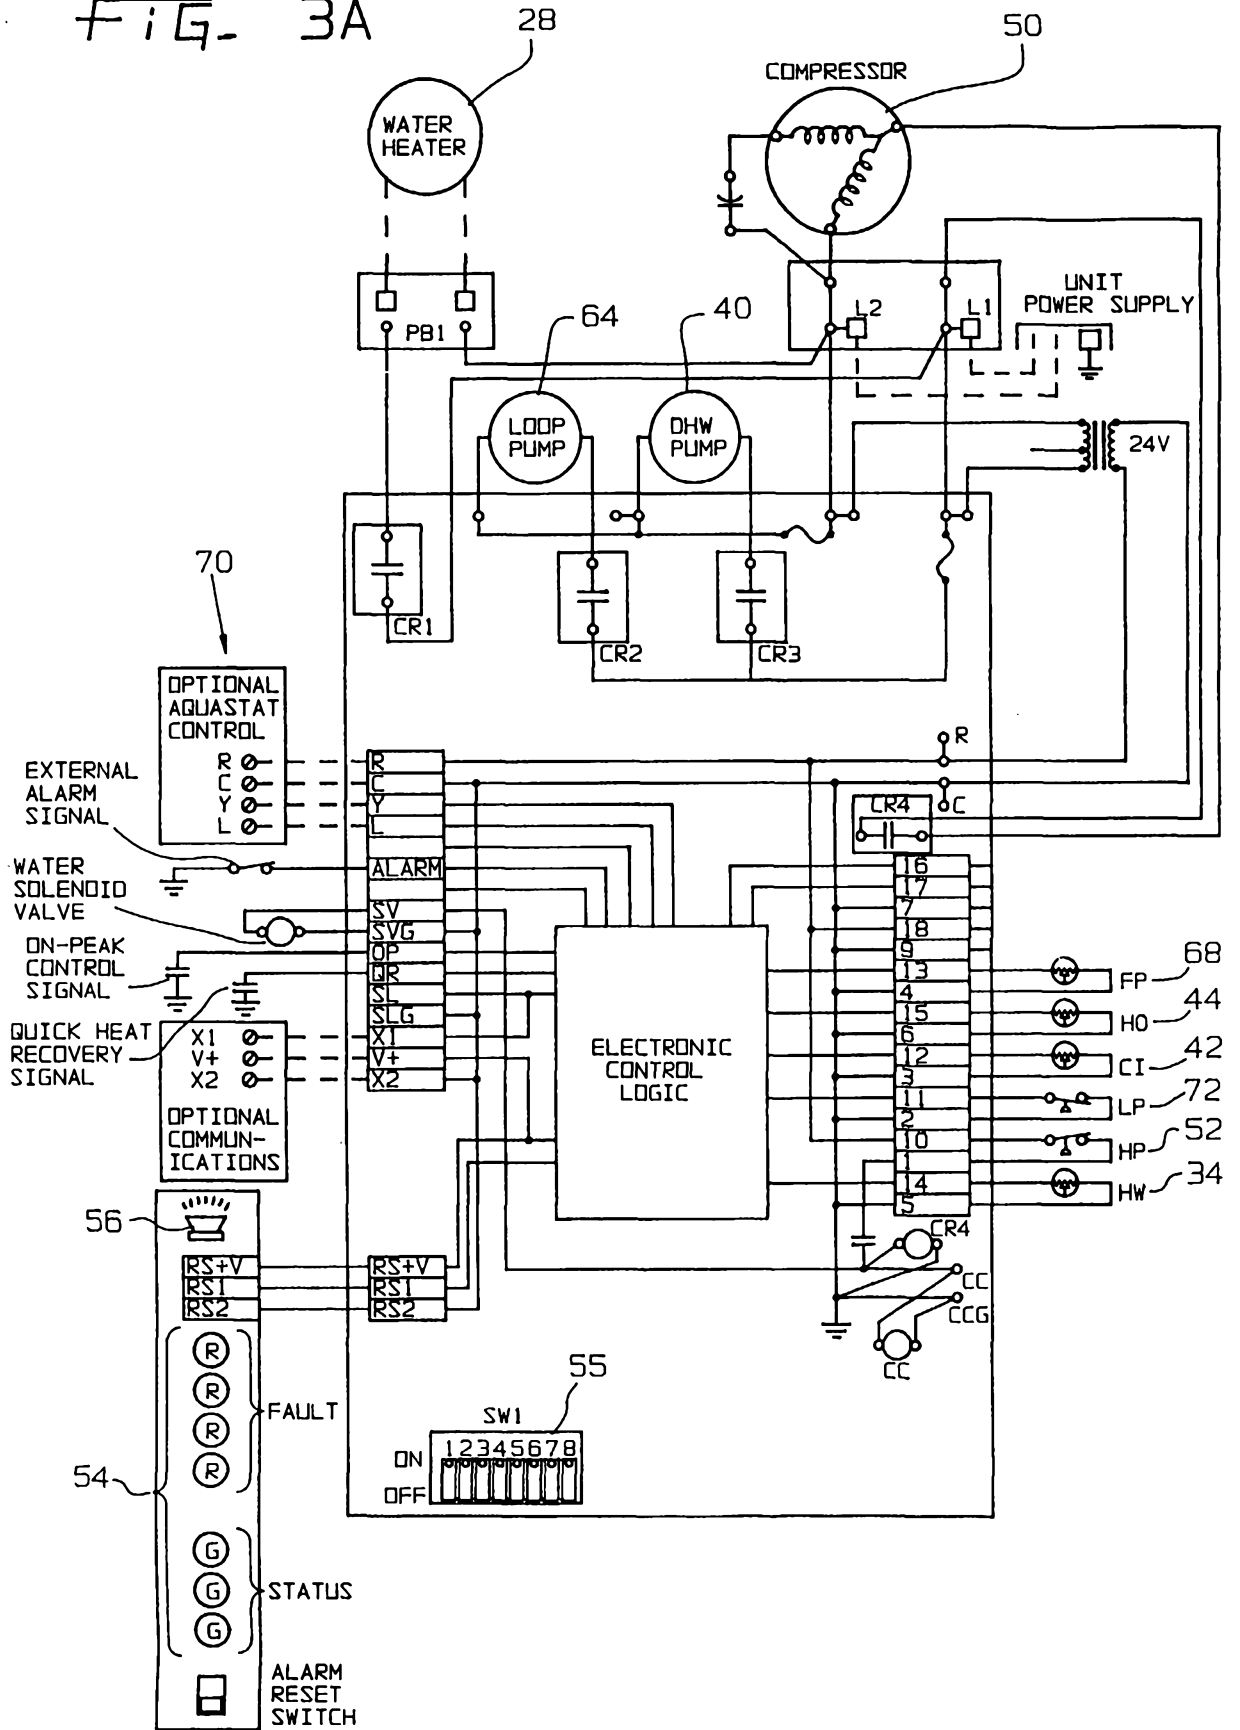 FIG. 3A
28
50
COMPRESSOR
WATER
HEATER
UNIT
POWER SUPPLY
L2
L1
PB1
64
40
LOOP
PUMP
DHW
PUMP
24V
70
CR1
CR2
CR3
OPTIONAL
AQUASTAT
CONTROL
R
C
Y
L
EXTERNAL
ALARM
SIGNAL
WATER
SOLENOID
VALVE
ON-PEAK
CONTROL
SIGNAL
QUICK HEAT
RECOVERY
SIGNAL
X1
V+
X2
OPTIONAL
COMMUN-
ICATIONS
R
C
Y
L
ALARM
SV
SVG
OP
QR
SL
SLG
X1
V+
X2
ELECTRONIC
CONTROL
LOGIC
R
C
CR4
16
17
7
18
9
13
4
15
6
12
3
11
2
10
1
14
5
FP 68
HO 44
CI 42
LP 72
HP 52
HW 34
CR4
CC
CCG
CC
56
RS+V
RS1
RS2
RS+V
RS1
RS2
R
R
R
R
FAULT
54
G
G
G
STATUS
ALARM
RESET
SWITCH
55
SW1
12345678
ON
OFF